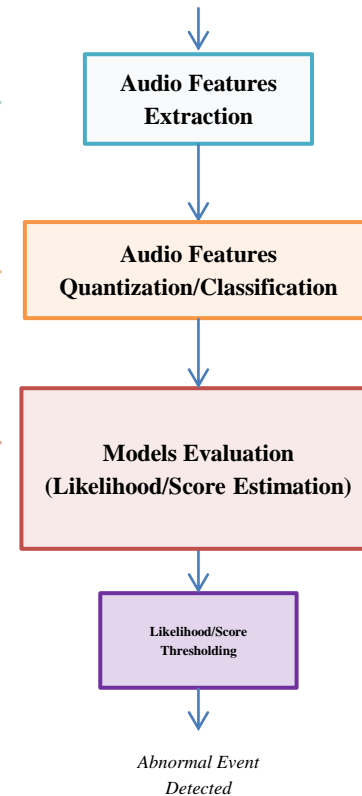 Audio Features
Extraction
Audio Features
Quantization/Classification
Models Evaluation
(Likelihood/Score Estimation)
Likelihood/Score
Thresholding
Abnormal Event
Detected